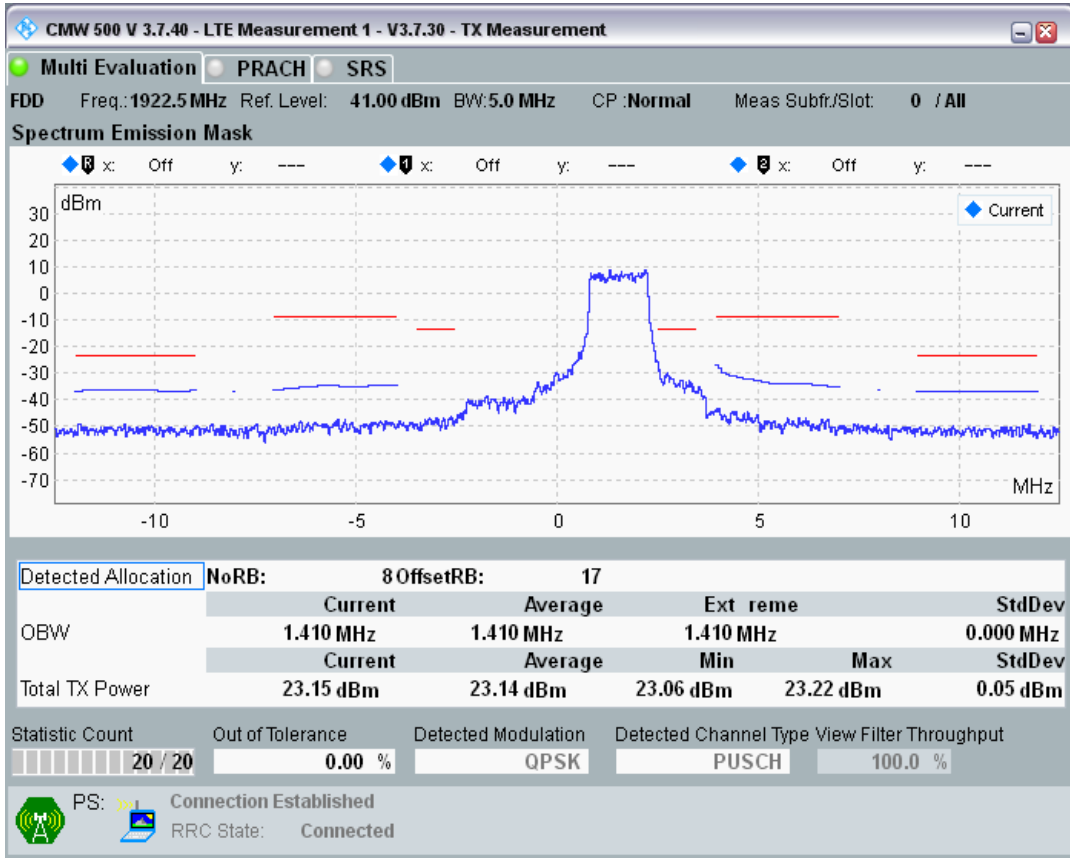 CMW 500 V 3.7.40 - LTE Measurement 1 - V3.7.30 - TX Measurement
Multi Evaluation PRACH SRS
FDD Freq.: 1922.5 MHz Ref. Level: 41.00 dBm BW: 5.0 MHz CP : Normal Meas Subfr./Slot: 0 / All
Spectrum Emission Mask
R x: Off y: --- 1 x: Off y: --- 2 x: Off y: ---
dBm
Current
30
20
10
0
-10
-20
-30
-40
-50
-60
-70
MHz
-10 -5 0 5 10
Detected Allocation NoRB: 8 OffsetRB: 17
Current Average Ext reme StdDev
OBW 1.410 MHz 1.410 MHz 1.410 MHz 0.000 MHz
Current Average Min Max StdDev
Total TX Power 23.15 dBm 23.14 dBm 23.06 dBm 23.22 dBm 0.05 dBm
Statistic Count Out of Tolerance Detected Modulation Detected Channel Type View Filter Throughput
20 / 20 0.00 % QPSK PUSCH 100.0 %
PS: Connection Established
RRC State: Connected